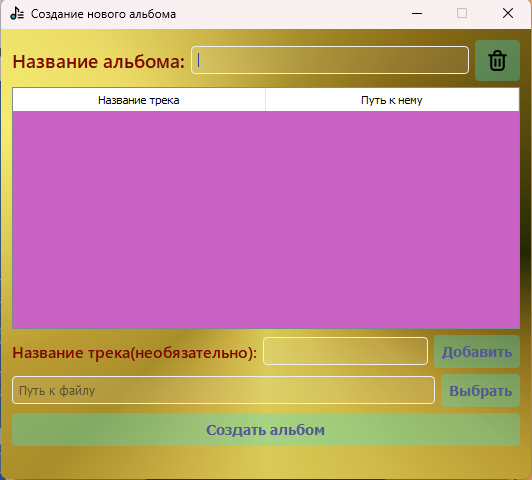 Создание нового альбома
Название альбома:
Название трека Путь к нему
Название трека(необязательно): Добавить
Путь к файлу Выбрать
Создать альбом